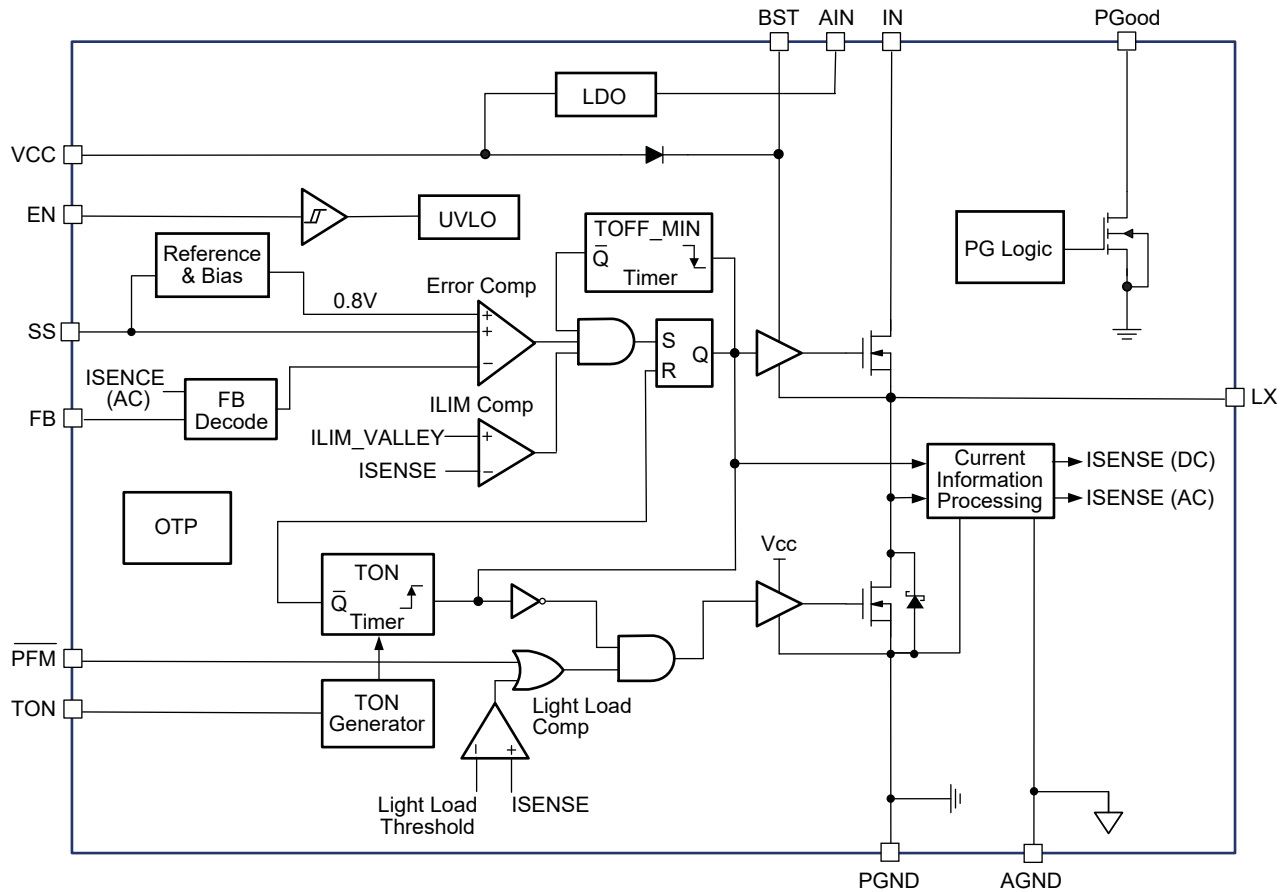 BST AIN IN PGood
LDO
VCC
EN
UVLO
TOFF_MIN
Q̅
Timer
PG Logic
Reference
& Bias
Error Comp
0.8V
+
+
−
SS
S
R
Q
ISENCE
(AC)
FB
FB
Decode
LX
ILIM Comp
ILIM_VALLEY
+
ISENSE
−
Current
Information
Processing
ISENSE (DC)
ISENSE (AC)
OTP
Vcc
TON
Q̅
Timer
P̅F̅M̅
TON
TON
Generator
Light Load
Comp
− +
Light Load
Threshold
ISENSE
PGND AGND